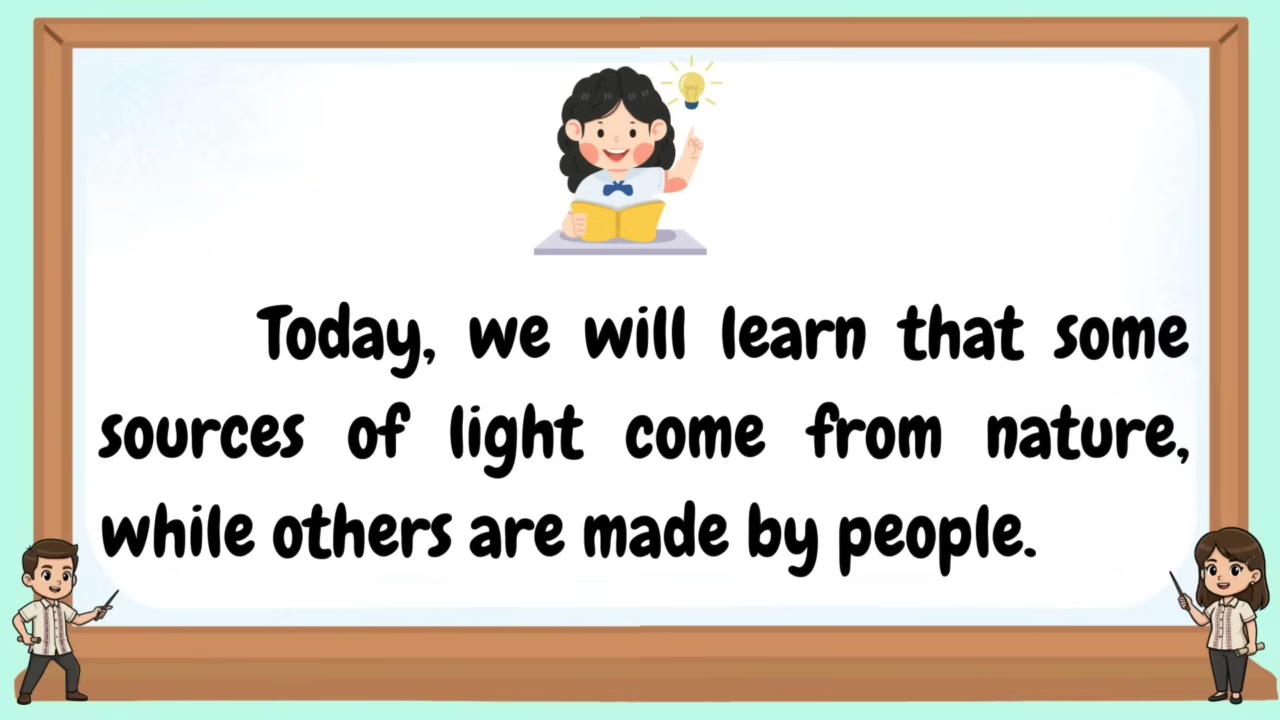 Today, we will learn that some
sources of light come from nature,
while others are made by people.